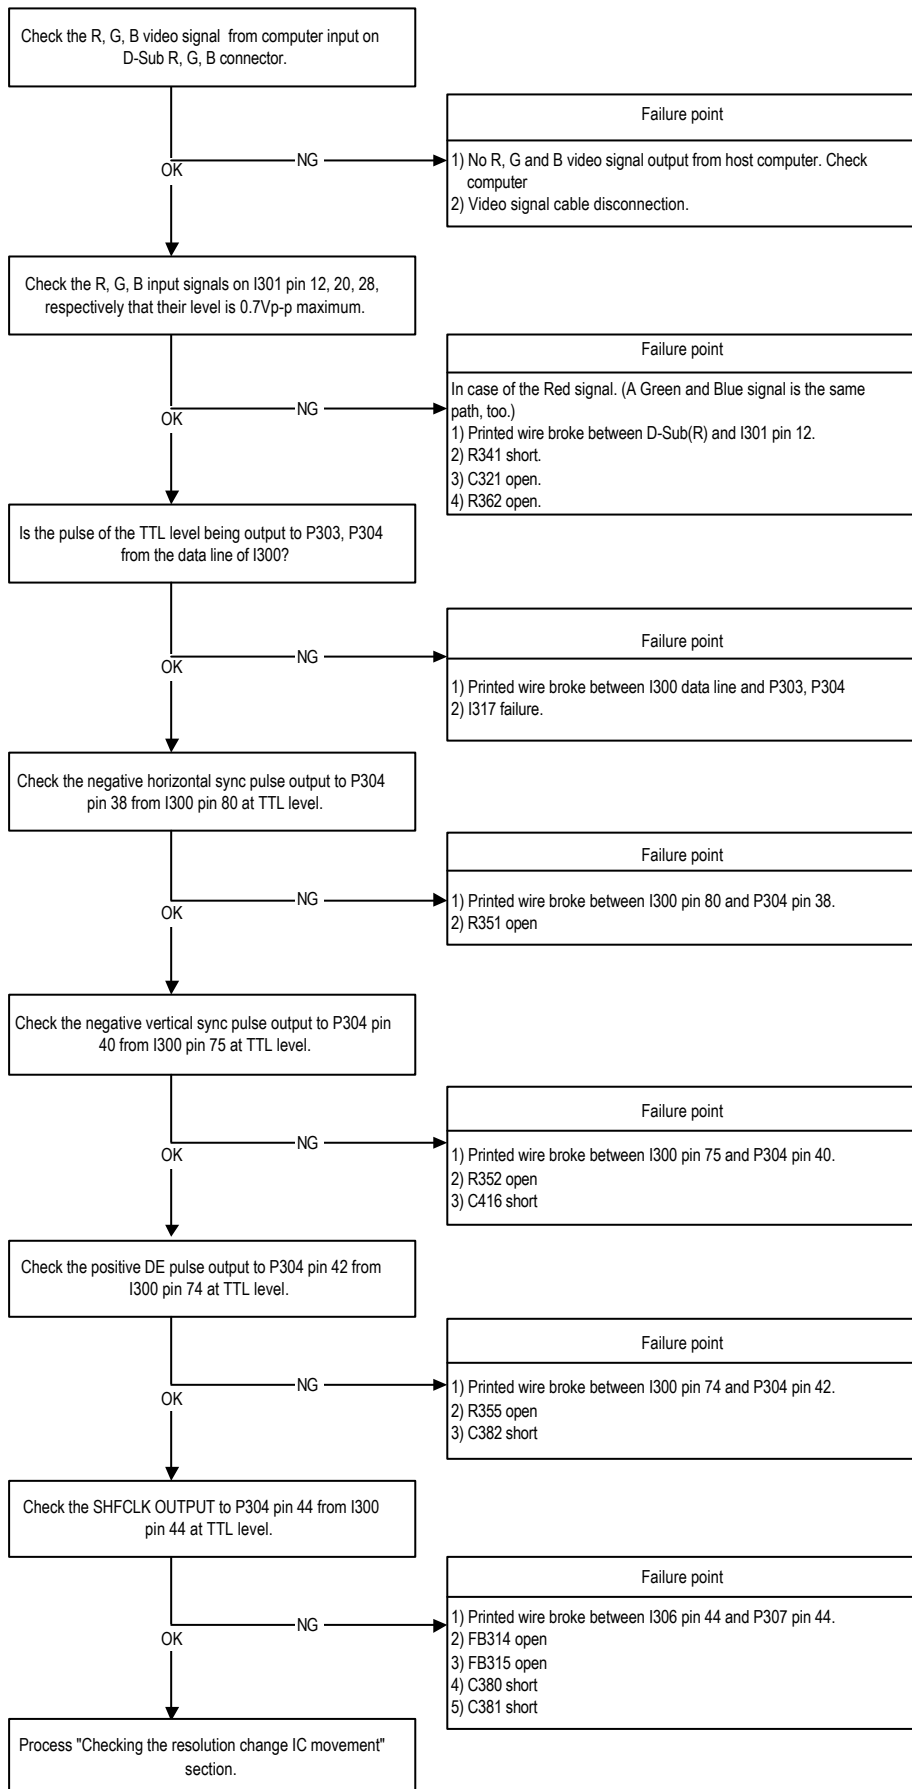 Check the R, G, B video signal from computer input on
D-Sub R, G, B connector.
OK
NG
Failure point
1) No R, G and B video signal output from host computer. Check
computer
2) Video signal cable disconnection.
Check the R, G, B input signals on I301 pin 12, 20, 28,
respectively that their level is 0.7Vp-p maximum.
OK
NG
Failure point
In case of the Red signal. (A Green and Blue signal is the same
path, too.)
1) Printed wire broke between D-Sub(R) and I301 pin 12.
2) R341 short.
3) C321 open.
4) R362 open.
Is the pulse of the TTL level being output to P303, P304
from the data line of I300?
OK
NG
Failure point
1) Printed wire broke between I300 data line and P303, P304
2) I317 failure.
Check the negative horizontal sync pulse output to P304
pin 38 from I300 pin 80 at TTL level.
OK
NG
Failure point
1) Printed wire broke between I300 pin 80 and P304 pin 38.
2) R351 open
Check the negative vertical sync pulse output to P304 pin
40 from I300 pin 75 at TTL level.
OK
NG
Failure point
1) Printed wire broke between I300 pin 75 and P304 pin 40.
2) R352 open
3) C416 short
Check the positive DE pulse output to P304 pin 42 from
I300 pin 74 at TTL level.
OK
NG
Failure point
1) Printed wire broke between I300 pin 74 and P304 pin 42.
2) R355 open
3) C382 short
Check the SHFCLK OUTPUT to P304 pin 44 from I300
pin 44 at TTL level.
OK
NG
Failure point
1) Printed wire broke between I306 pin 44 and P307 pin 44.
2) FB314 open
3) FB315 open
4) C380 short
5) C381 short
Process "Checking the resolution change IC movement"
section.